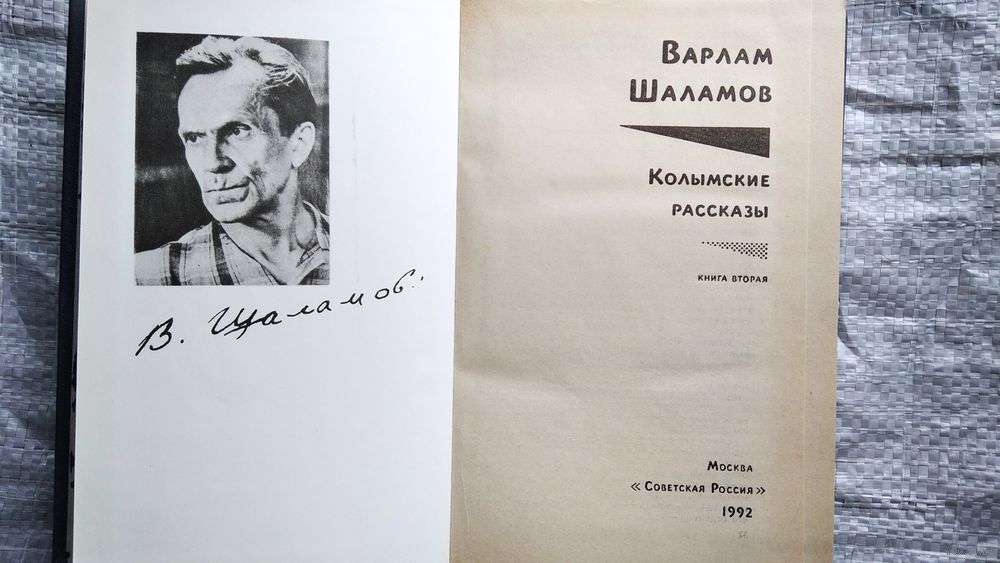 В. Шаламов.
Варлам
Шаламов
Колымские
рассказы
книга вторая
Москва
«Советская Россия»
1992